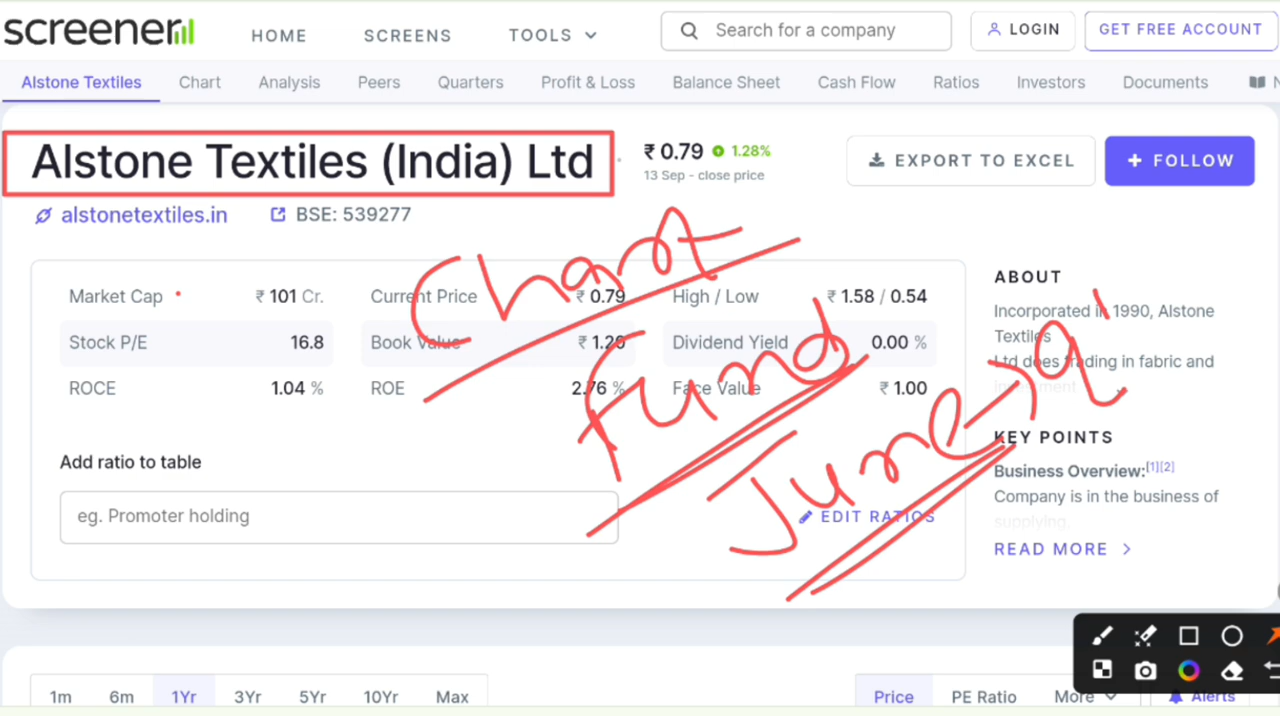 screener
HOME SCREENS TOOLS
Search for a company
LOGIN GET FREE ACCOUNT
Alstone Textiles Chart Analysis Peers Quarters Profit & Loss Balance Sheet Cash Flow Ratios Investors Documents
Alstone Textiles (India) Ltd
₹ 0.79 1.28%
13 Sep - close price
EXPORT TO EXCEL
+ FOLLOW
alstonetextiles.in BSE: 539277
Market Cap ₹ 101 Cr. Current Price ₹ 0.79 High / Low ₹ 1.58 / 0.54
Stock P/E 16.8 Book Value ₹ 1.20 Dividend Yield 0.00 %
ROCE 1.04 % ROE 2.76 % Face Value ₹ 1.00
Add ratio to table
eg. Promoter holding
EDIT RATIOS
ABOUT
Incorporated in 1990, Alstone
Textiles
Ltd does trading in fabric and
investment
KEY POINTS
Business Overview:[1][2]
Company is in the business of
supplying,
READ MORE
Chart
Fund
June
1m 6m 1Yr 3Yr 5Yr 10Yr Max
Price PE Ratio More Alerts